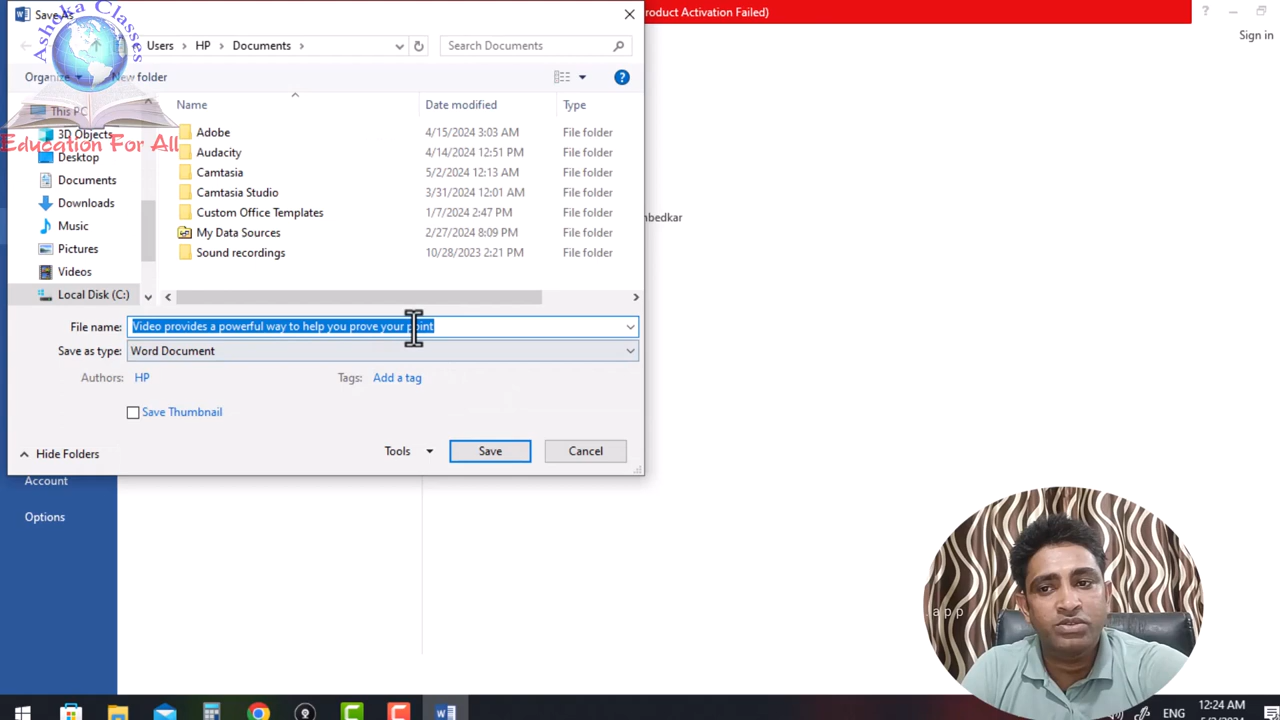 Save As
Ashoka Classes
Education For All
roduct Activation Failed)
?
Sign in
Users
HP
Documents
Search Documents
Organize
New folder
?
This PC
3D Objects
Desktop
Documents
Downloads
Music
Pictures
Videos
Local Disk (C:)
Name Date modified Type
Adobe 4/15/2024 3:03 AM File folder
Audacity 4/14/2024 12:51 PM File folder
Camtasia 5/2/2024 12:13 AM File folder
Camtasia Studio 3/31/2024 12:01 AM File folder
Custom Office Templates 1/7/2024 2:47 PM File folder
My Data Sources 2/27/2024 8:09 PM File folder
Sound recordings 10/28/2023 2:21 PM File folder
nbedkar
File name: Video provides a powerful way to help you prove your point
Save as type: Word Document
Authors: HP Tags: Add a tag
Save Thumbnail
Hide Folders Tools Save Cancel
Account
Options
a p p
ENG
12:24 AM